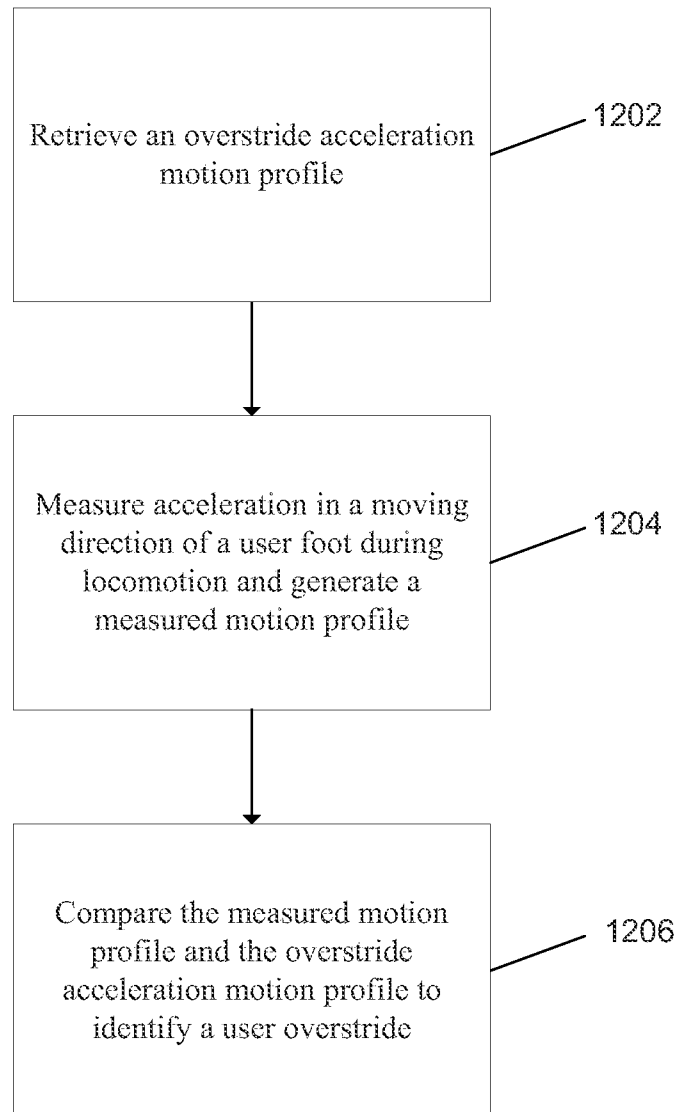 Retrieve an overstride acceleration
motion profile
1202
Measure acceleration in a moving
direction of a user foot during
locomotion and generate a
measured motion profile
1204
Compare the measured motion
profile and the overstride
acceleration motion profile to
identify a user overstride
1206